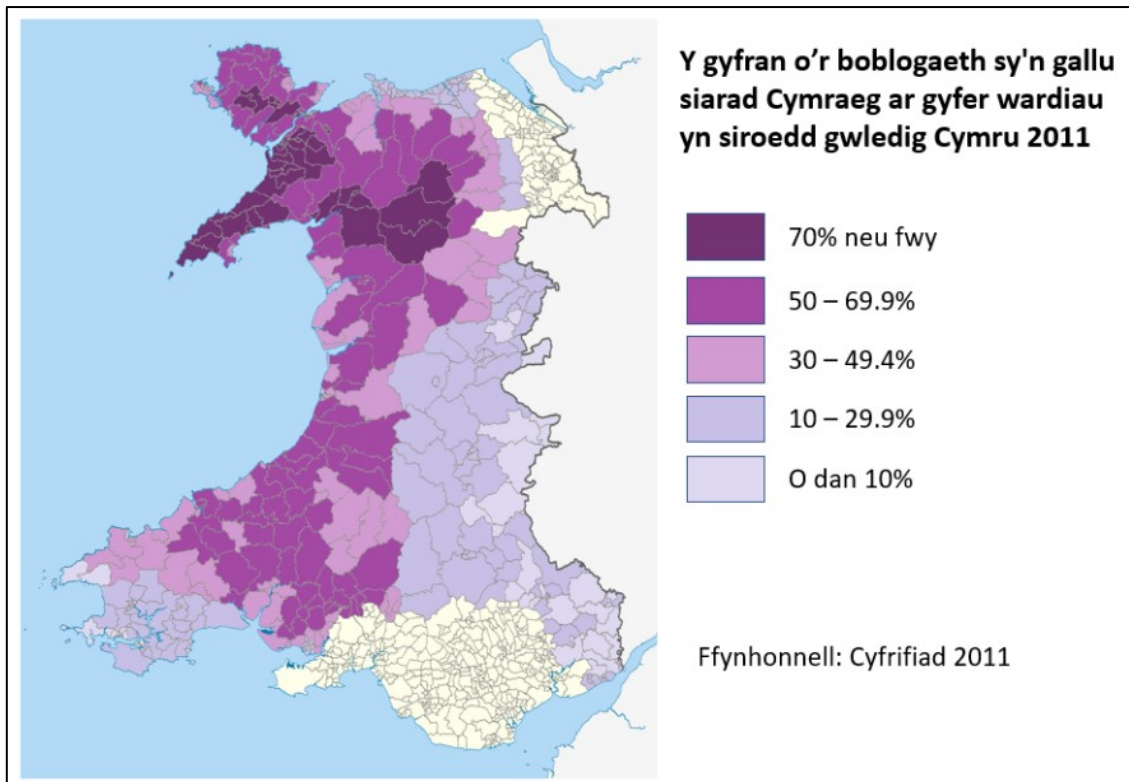 Y gyfran o'r boblogaeth sy'n gallu
siarad Cymraeg ar gyfer wardiau
yn siroedd gwledig Cymru 2011
70% neu fwy
50 – 69.9%
30 – 49.4%
10 – 29.9%
O dan 10%
Ffynhonnell: Cyfrifiad 2011